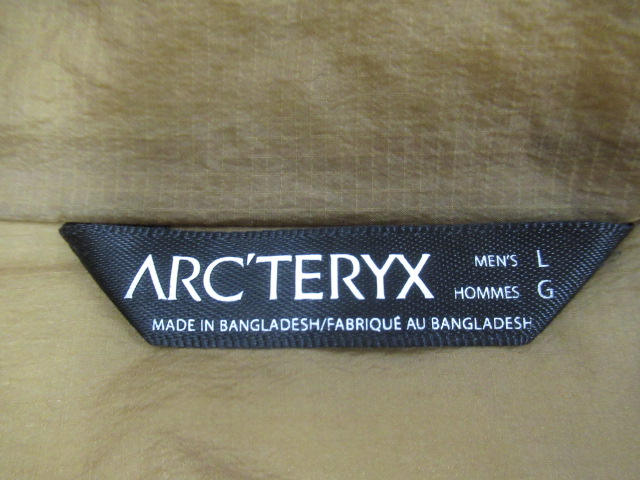 ARC'TERYX MEN'S L
HOMMES G
MADE IN BANGLADESH/FABRIQUÉ AU BANGLADESH